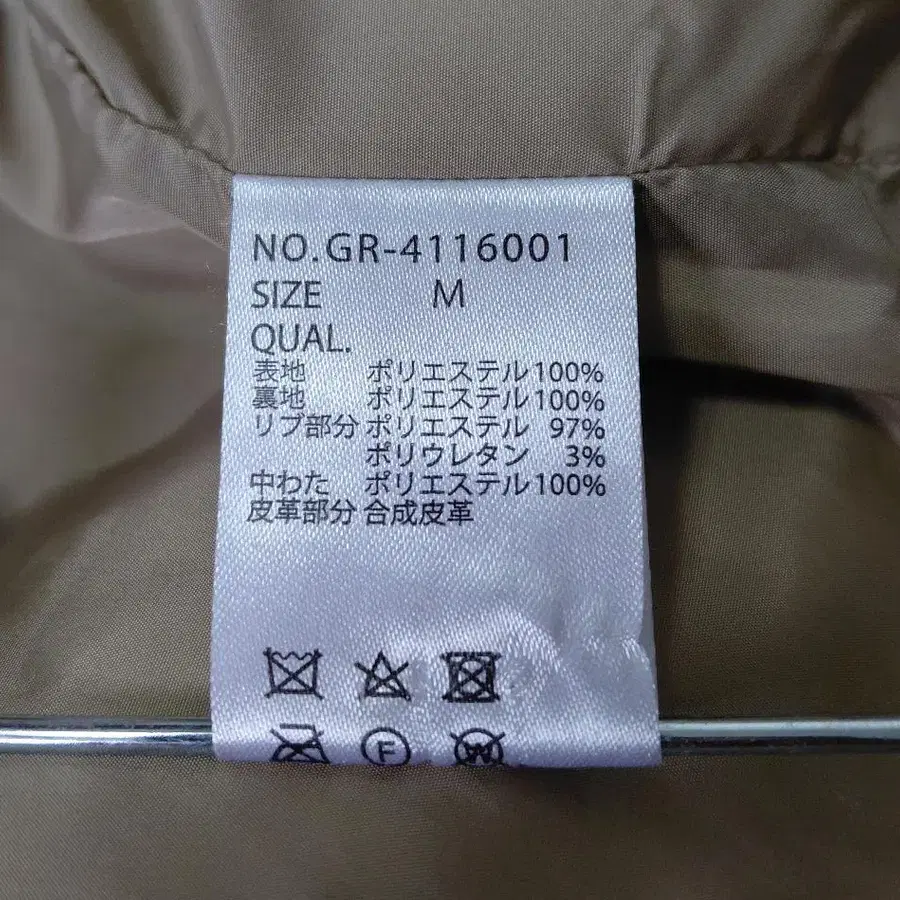 NO.GR-4116001
SIZE M
QUAL.
表地 ポリエステル100%
裏地 ポリエステル100%
リブ部分 ポリエステル 97%
ポリウレタン 3%
中わた ポリエステル100%
皮革部分 合成皮革
F
W